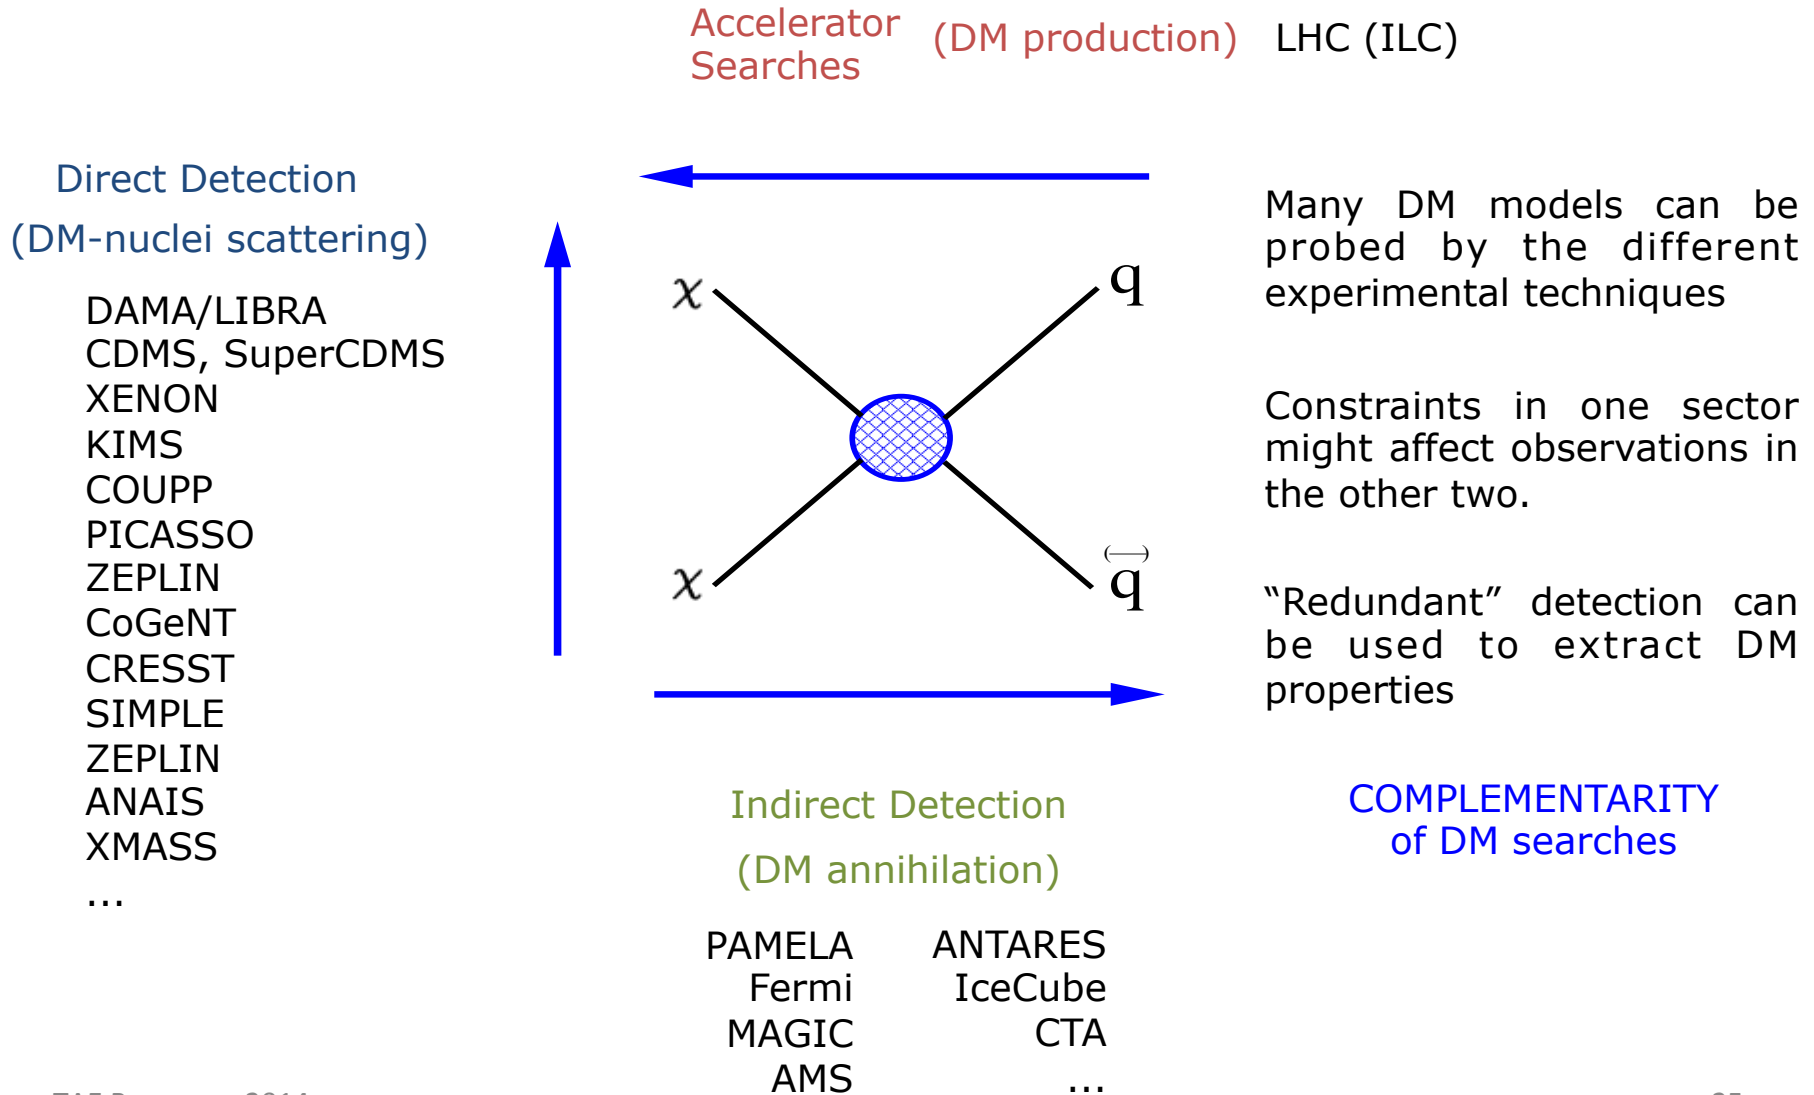 Accelerator
Searches
(DM production)
LHC (ILC)
Direct Detection
(DM-nuclei scattering)
DAMA/LIBRA
CDMS, SuperCDMS
XENON
KIMS
COUPP
PICASSO
ZEPLIN
CoGeNT
CRESST
SIMPLE
ZEPLIN
ANAIS
XMASS
...
χ
q
χ
q
Many DM models can be
probed by the different
experimental techniques
Constraints in one sector
might affect observations in
the other two.
“Redundant” detection can
be used to extract DM
properties
COMPLEMENTARITY
of DM searches
Indirect Detection
(DM annihilation)
PAMELA
Fermi
MAGIC
AMS
ANTARES
IceCube
CTA
...